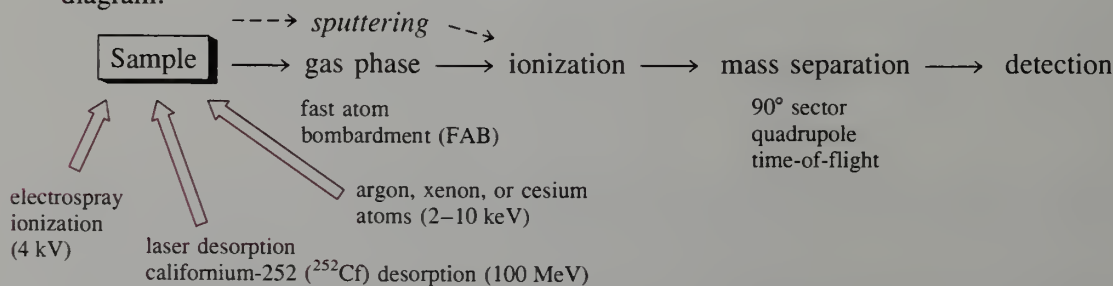 diagram:
sputtering
Sample
gas phase
ionization
mass separation
detection
fast atom
bombardment (FAB)
90° sector
quadrupole
time-of-flight
electrospray
ionization
(4 kV)
argon, xenon, or cesium
atoms (2–10 keV)
laser desorption
californium-252 (²⁵²Cf) desorption (100 MeV)